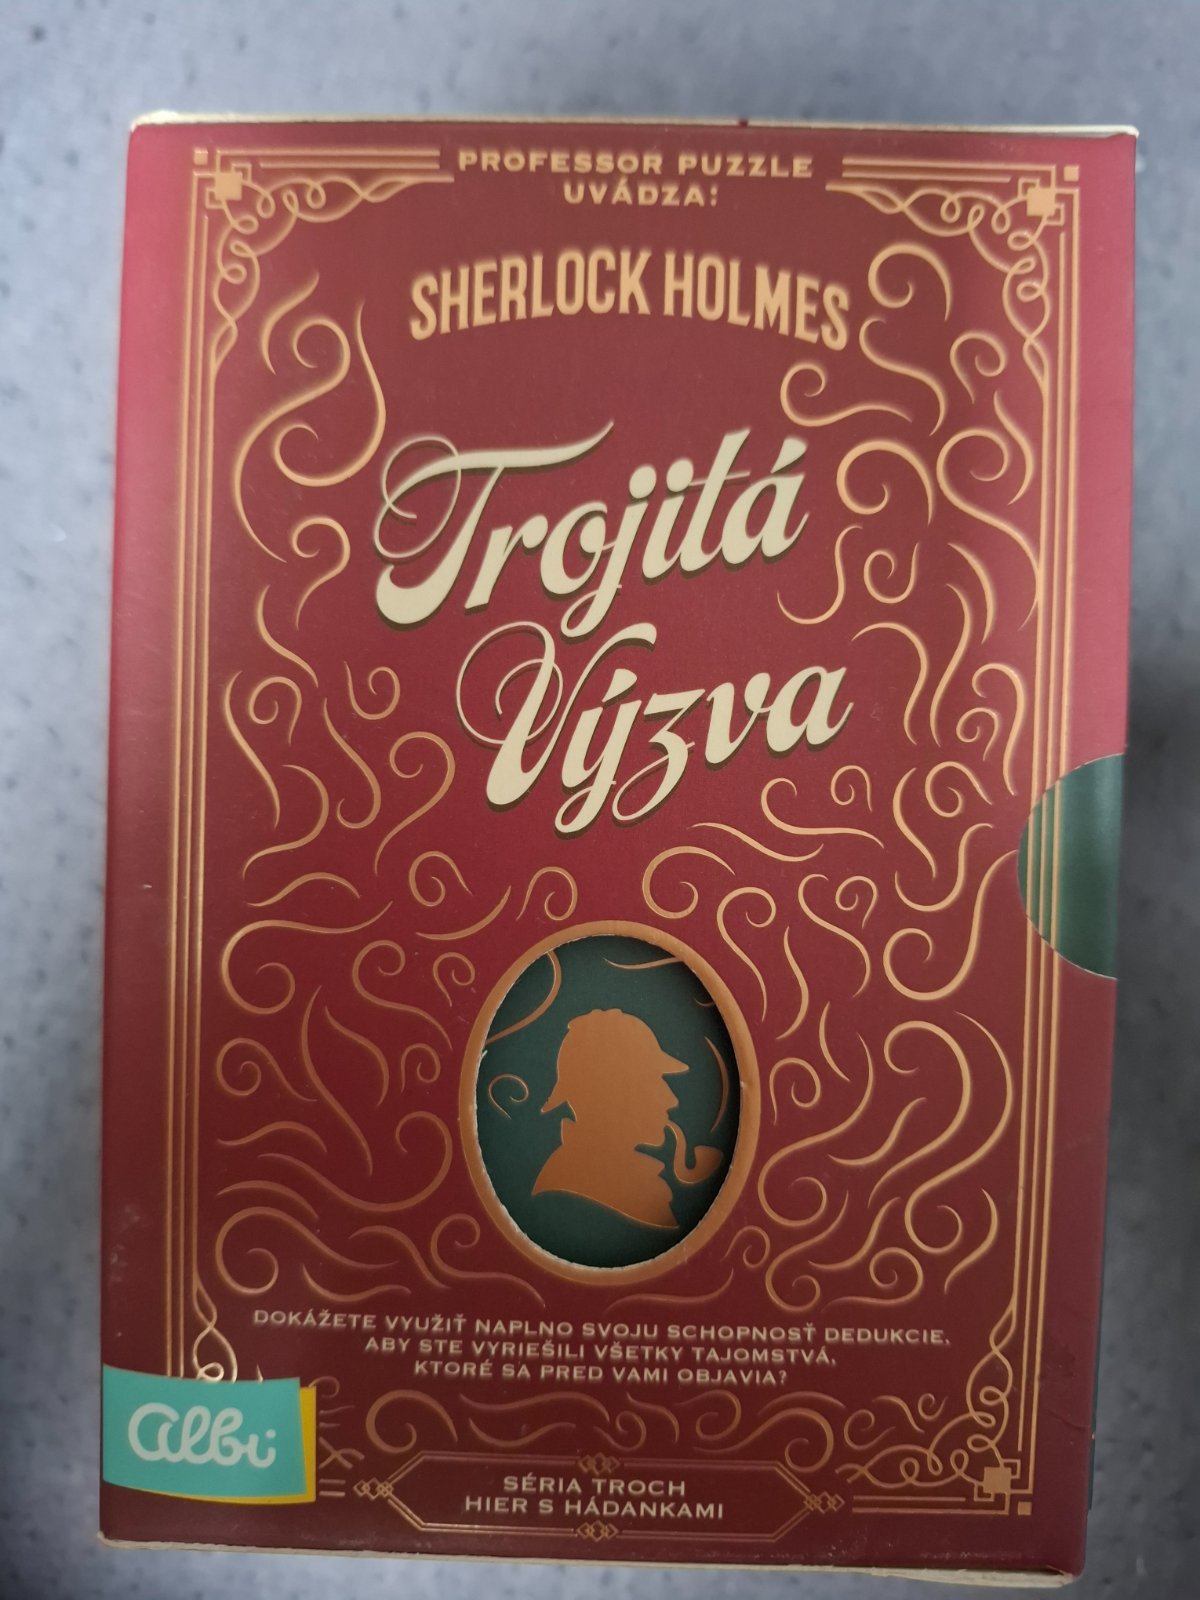 PROFESSOR PUZZLE
UVÁDZA:
SHERLOCK HOLMES
Trojitá
Výzva
DOKÁŽETE VYUŽIŤ NAPLNO SVOJU SCHOPNOSŤ DEDUKCIE,
ABY STE VYRIEŠILI VŠETKY TAJOMSTVÁ,
KTORÉ SA PRED VAMI OBJAVIA?
albi
SÉRIA TROCH
HIER S HÁDANKAMI